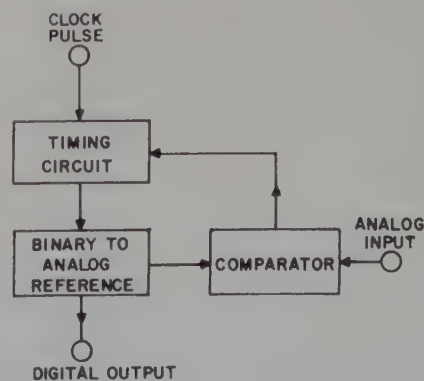 CLOCK
PULSE
TIMING
CIRCUIT
BINARY TO
ANALOG
REFERENCE
COMPARATOR
ANALOG
INPUT
DIGITAL OUTPUT